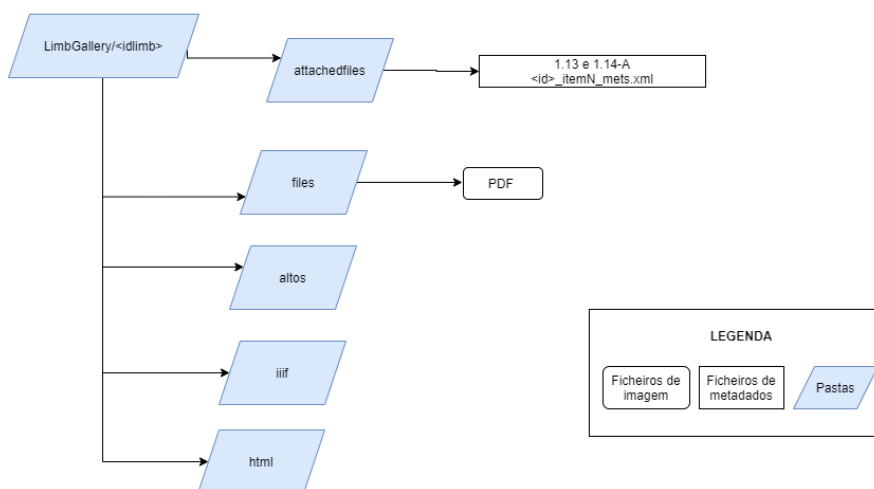 LimbGallery/<idlimb>
attachedfiles
1.13 e 1.14-A
<id>_itemN_mets.xml
files
PDF
altos
iiif
html
LEGENDA
Ficheiros de
imagem
Ficheiros de
metadados
Pastas